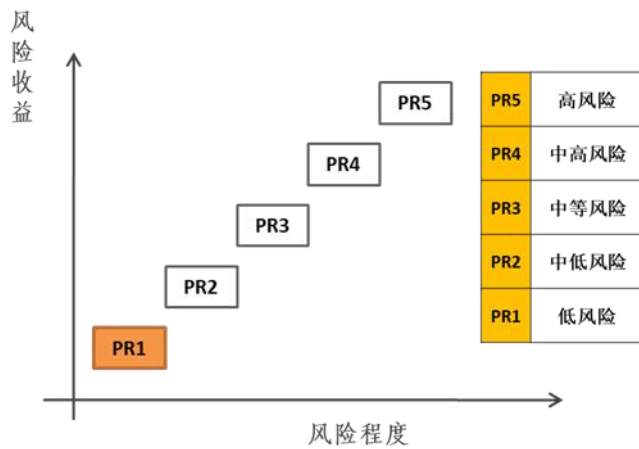 风险收益
PR5
PR4
PR3
PR2
PR1
风险程度
PR5 高风险
PR4 中高风险
PR3 中等风险
PR2 中低风险
PR1 低风险